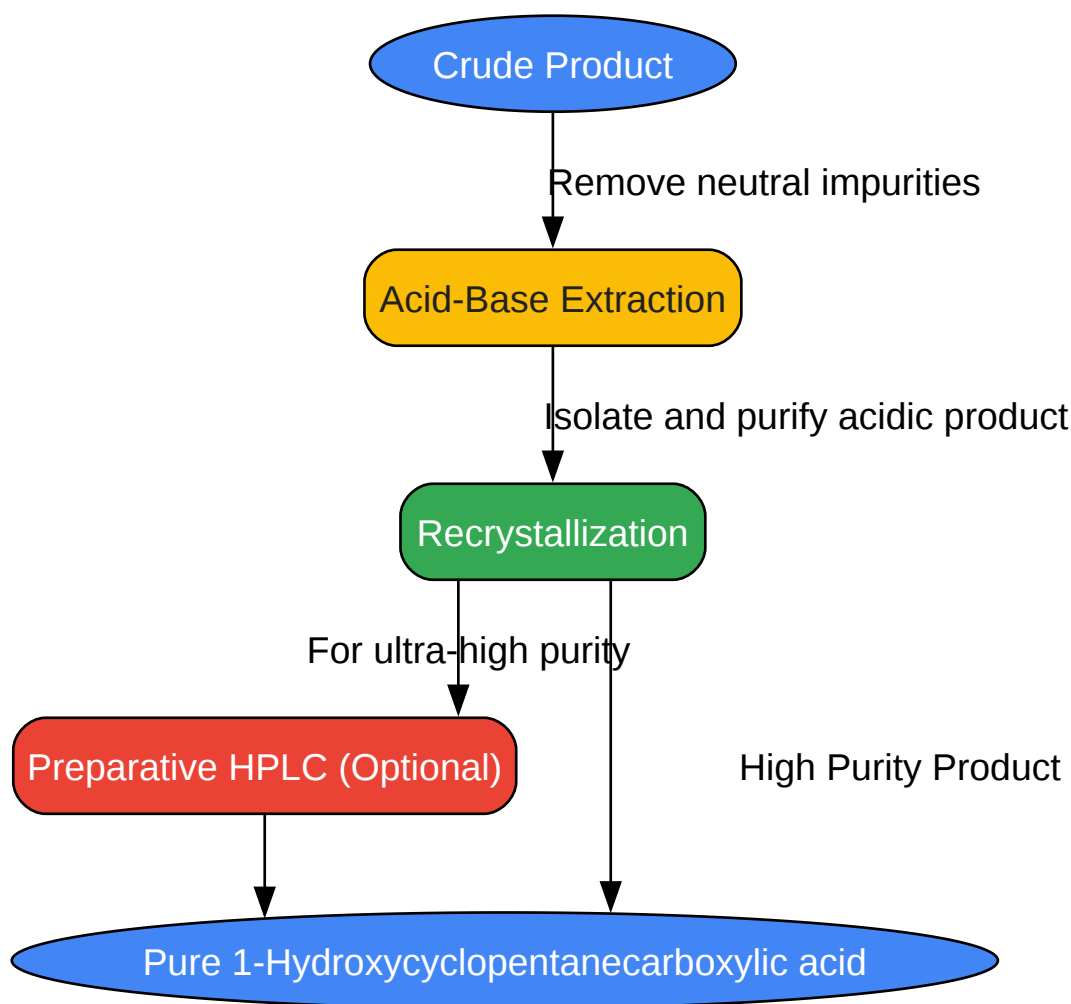 Crude Product
Remove neutral impurities
Acid-Base Extraction
Isolate and purify acidic product
Recrystallization
For ultra-high purity
Preparative HPLC (Optional)
High Purity Product
Pure 1-Hydroxycyclopentanecarboxylic acid